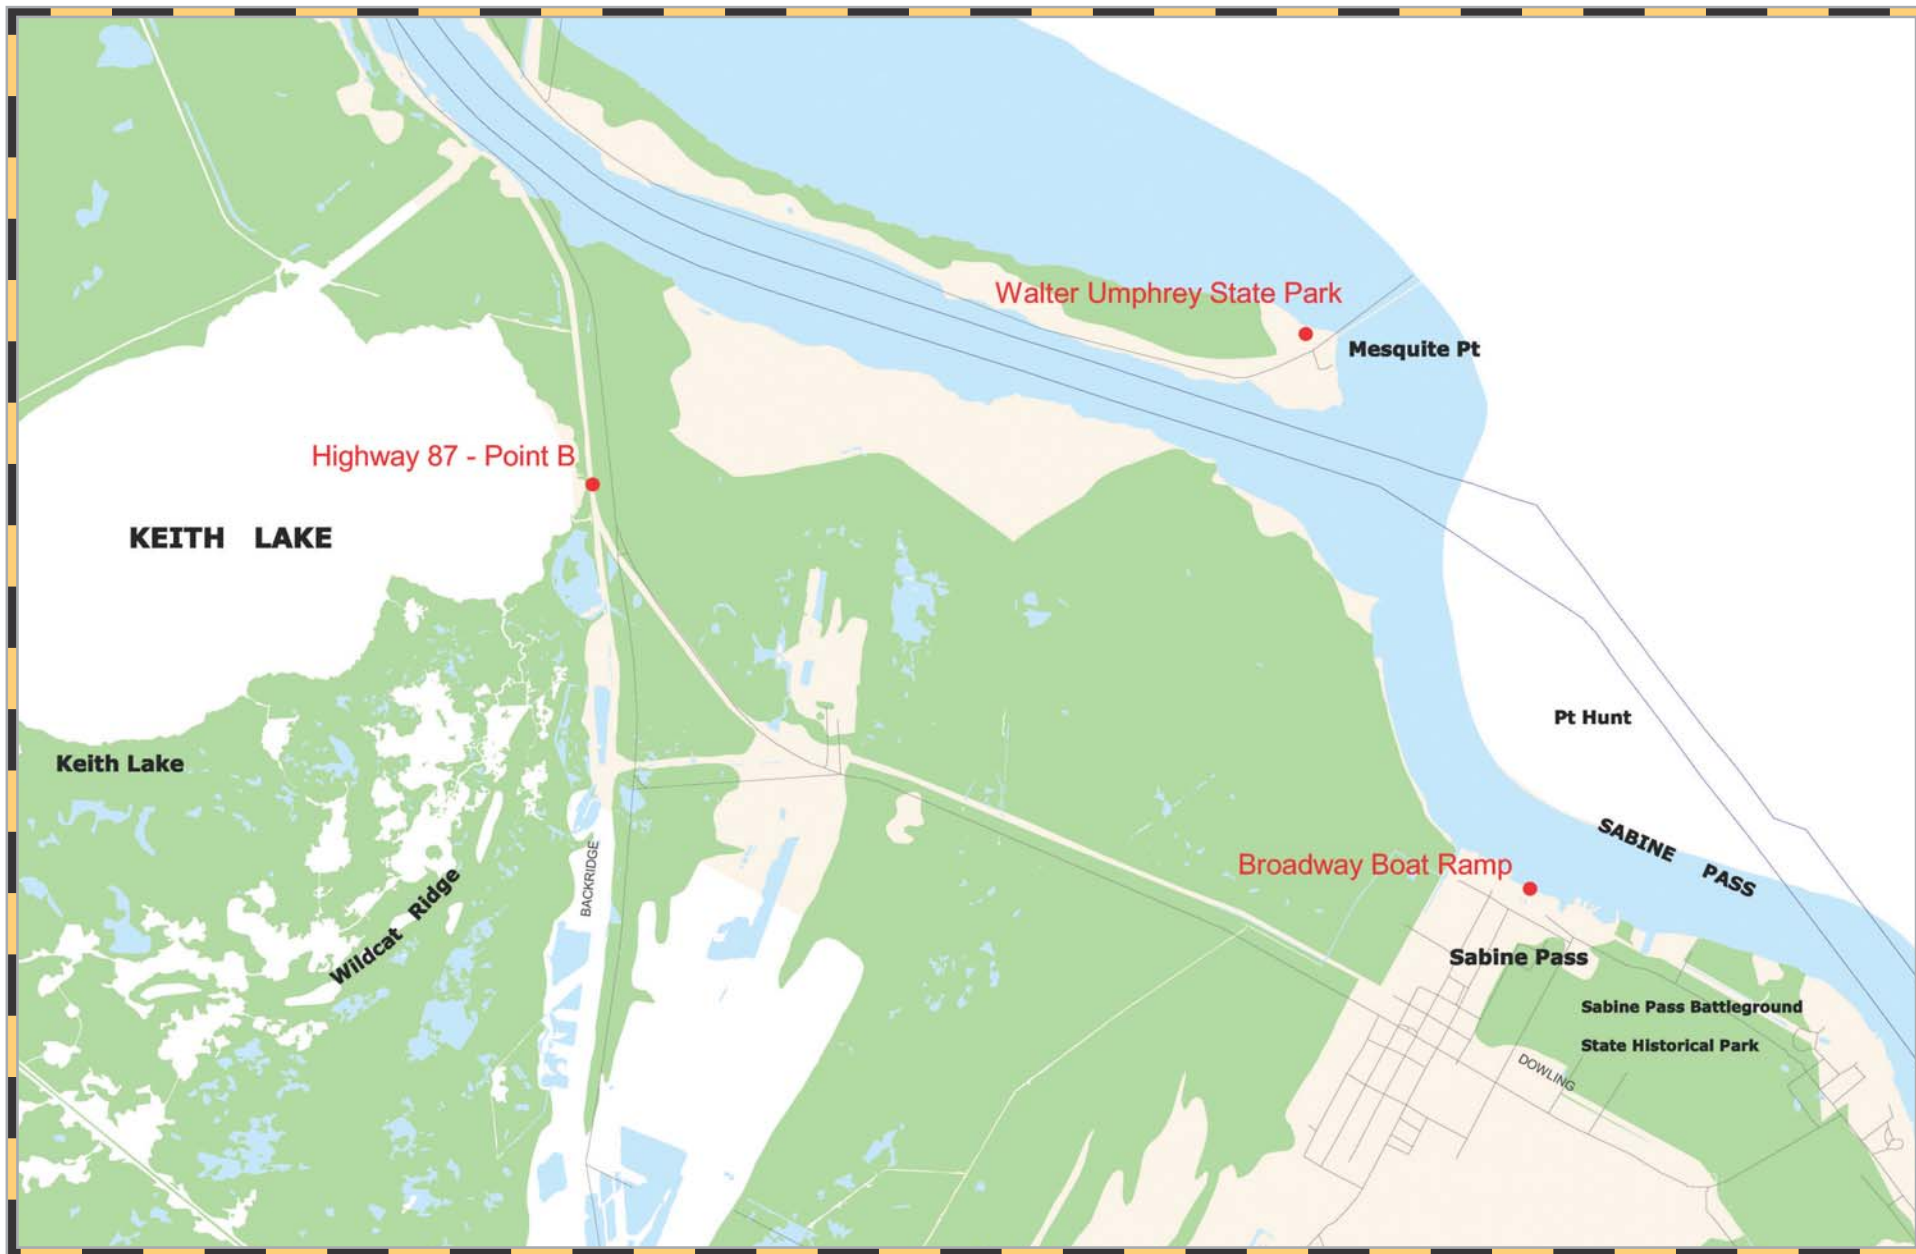 Walter Umphrey State Park
Mesquite Pt
Highway 87 - Point B
KEITH LAKE
Pt Hunt
Keith Lake
SABINE PASS
Broadway Boat Ramp
BACKRIDGE
Wildcat Ridge
Sabine Pass
Sabine Pass Battleground
State Historical Park
DOWLING